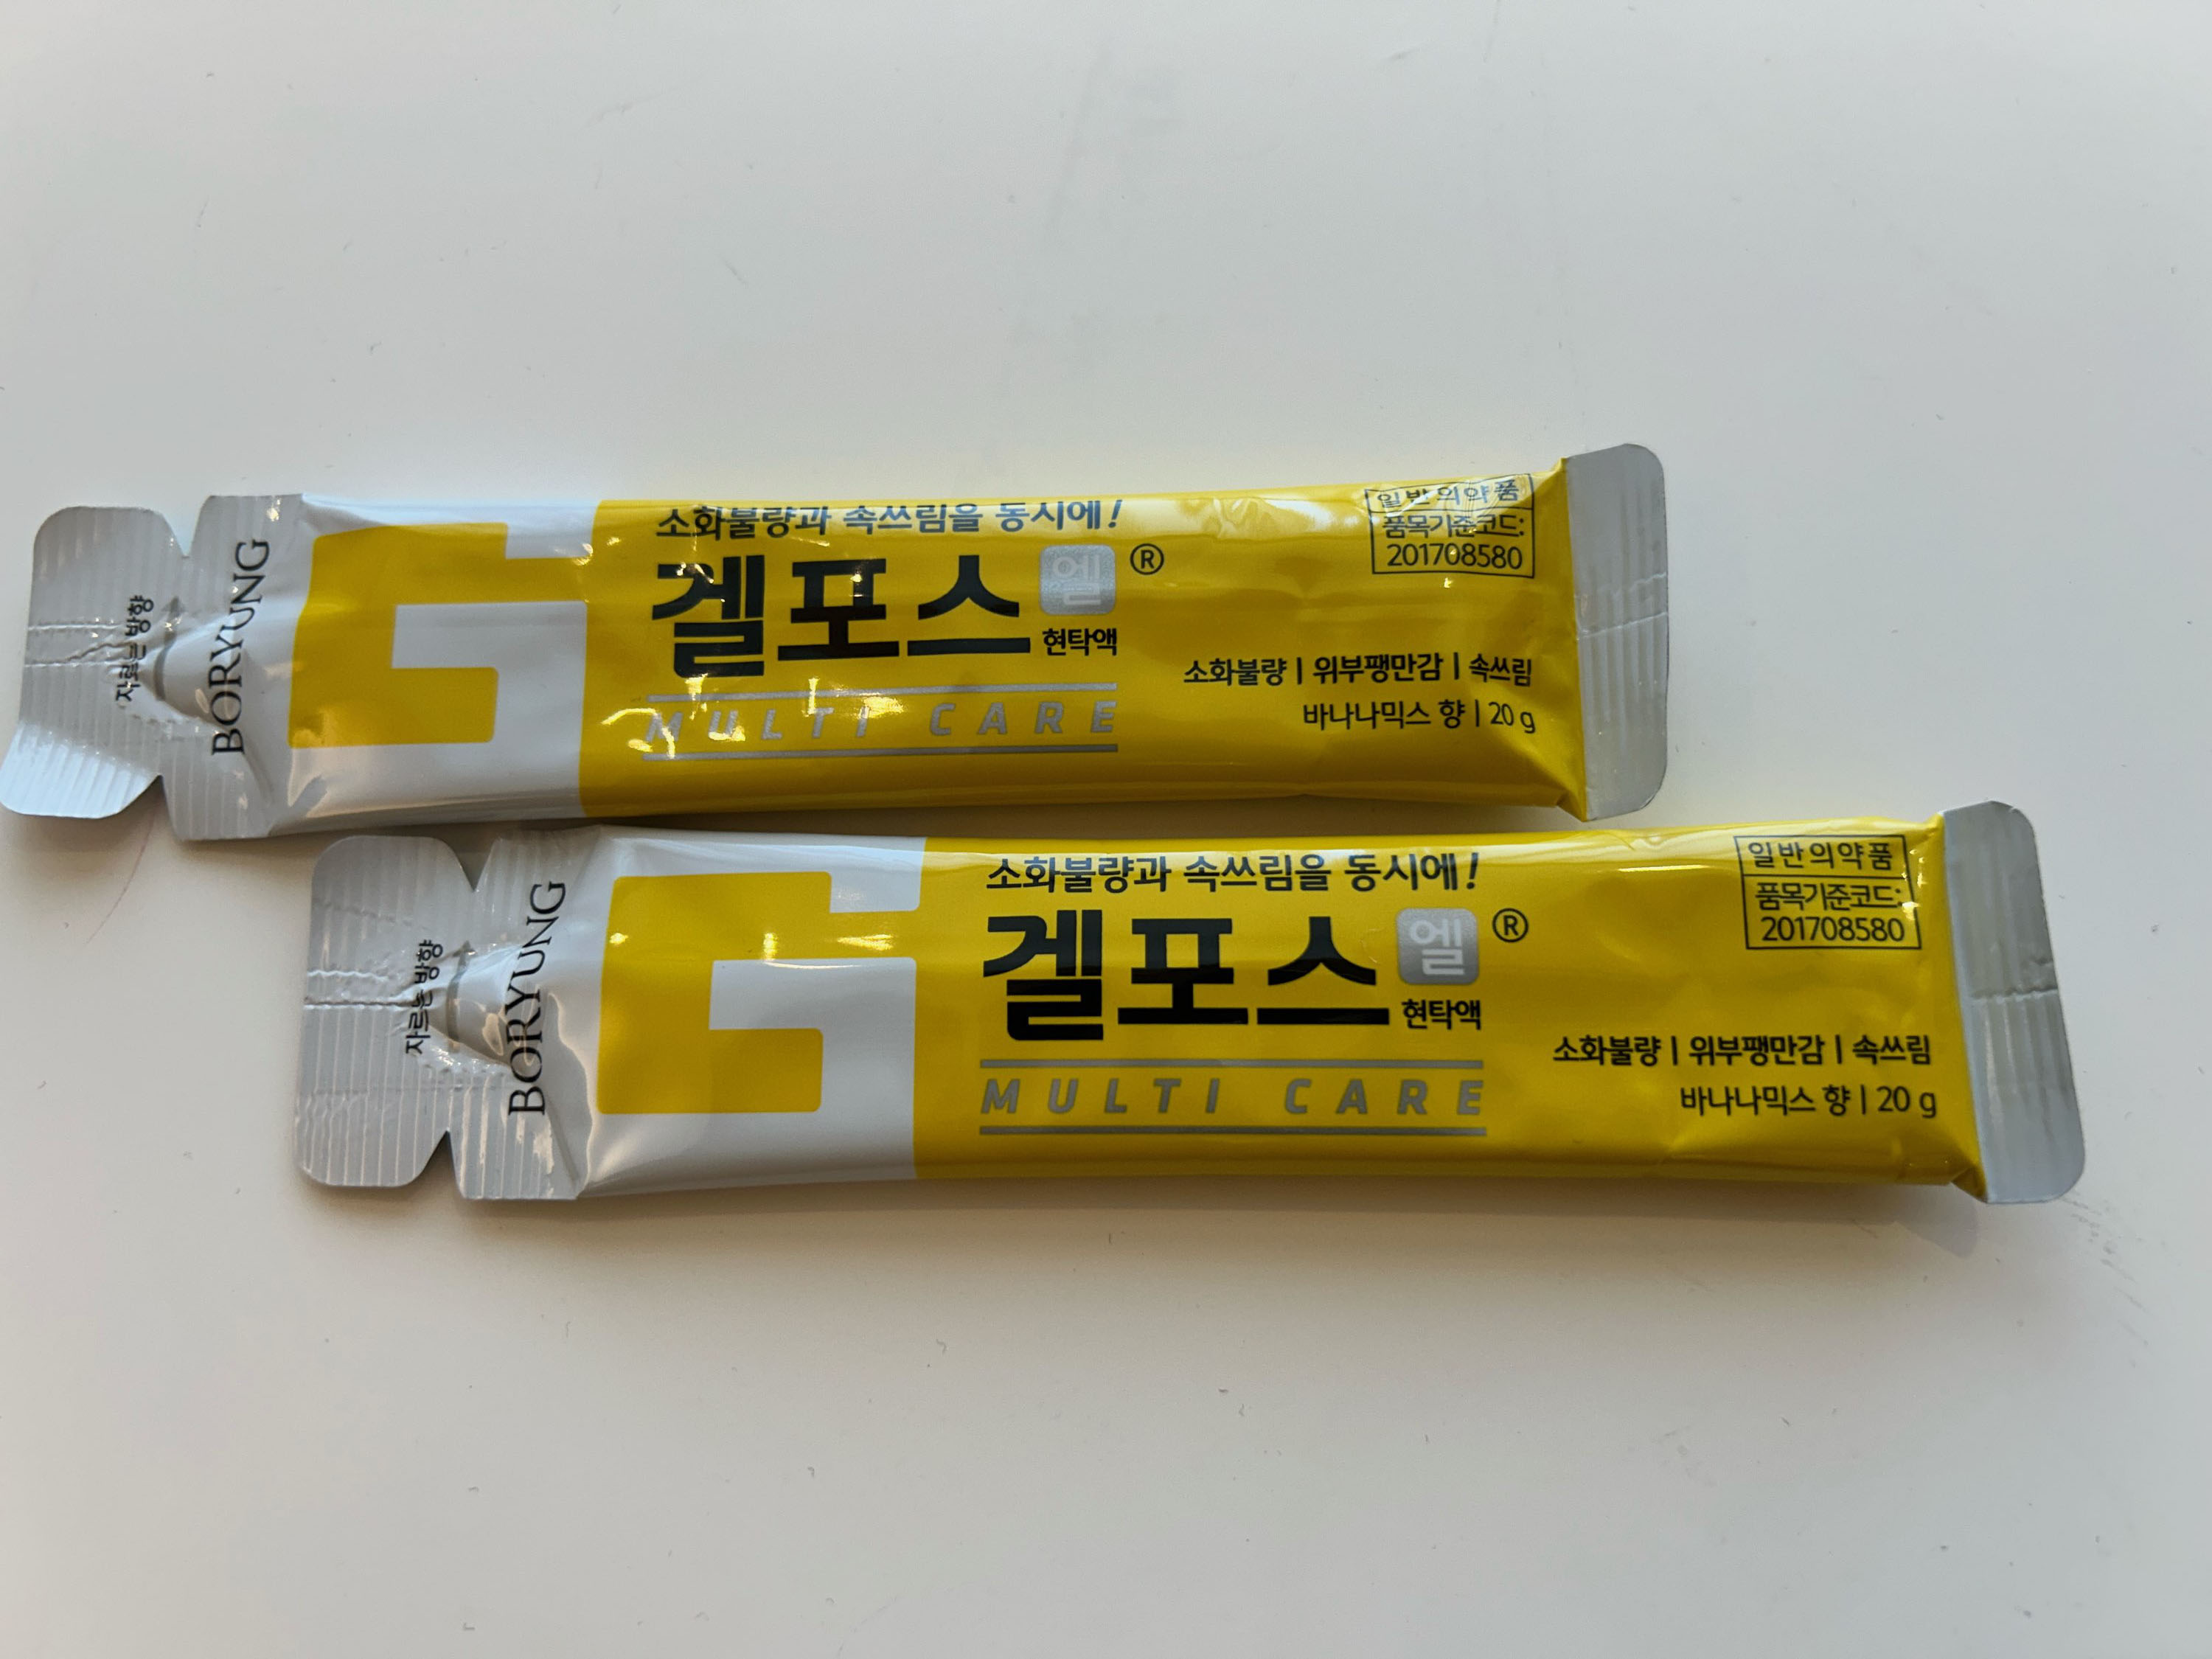 자르는 방향
BORYUNG
소화불량과 속쓰림을 동시에!
겔포스 엘 ®
현탁액
MULTI CARE
일반의약품
품목기준코드:
201708580
소화불량 | 위부팽만감 | 속쓰림
바나나믹스 향 | 20 g
자르는 방향
BORYUNG
소화불량과 속쓰림을 동시에!
겔포스 엘 ®
현탁액
MULTI CARE
일반의약품
품목기준코드:
201708580
소화불량 | 위부팽만감 | 속쓰림
바나나믹스 향 | 20 g